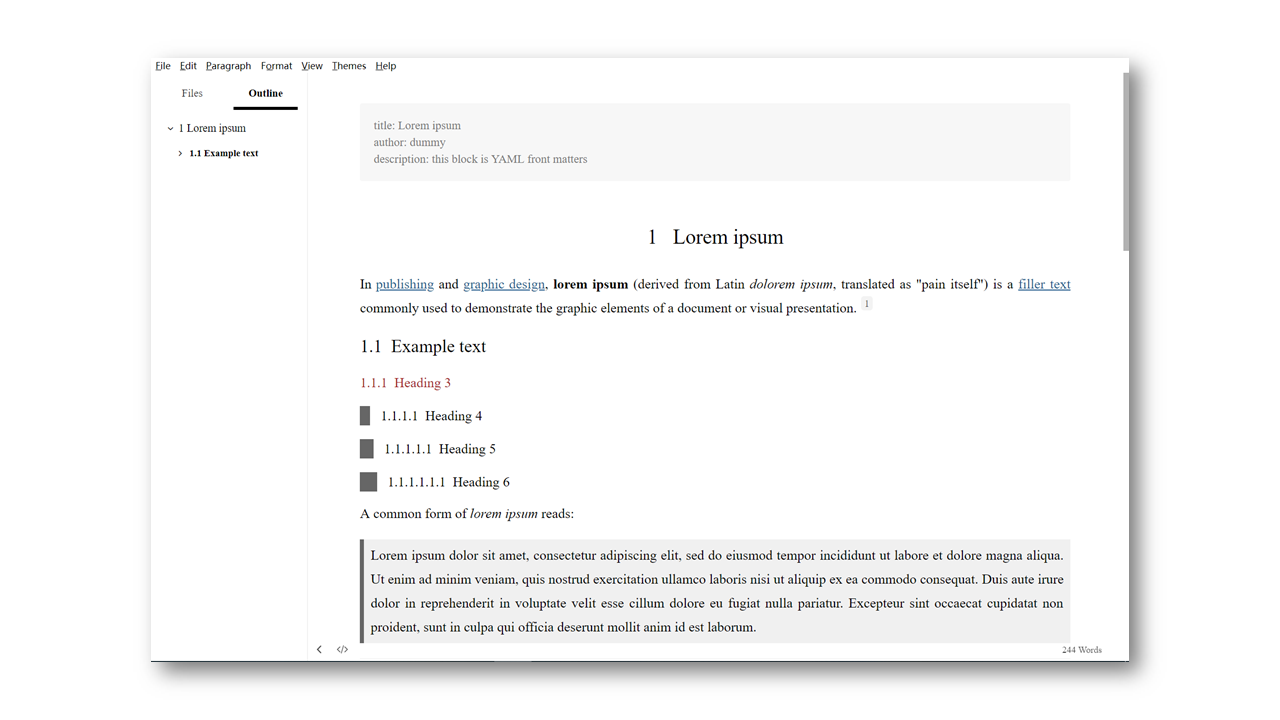 File Edit Paragraph Format View Themes Help
Files Outline
1 Lorem ipsum
1.1 Example text
title: Lorem ipsum
author: dummy
description: this block is YAML front matters
1 Lorem ipsum
In publishing and graphic design, lorem ipsum (derived from Latin dolorem ipsum, translated as "pain itself") is a filler text
commonly used to demonstrate the graphic elements of a document or visual presentation. 1
1.1 Example text
1.1.1 Heading 3
1.1.1.1 Heading 4
1.1.1.1.1 Heading 5
1.1.1.1.1.1 Heading 6
A common form of lorem ipsum reads:
Lorem ipsum dolor sit amet, consectetur adipiscing elit, sed do eiusmod tempor incididunt ut labore et dolore magna aliqua.
Ut enim ad minim veniam, quis nostrud exercitation ullamco laboris nisi ut aliquip ex ea commodo consequat. Duis aute irure
dolor in reprehenderit in voluptate velit esse cillum dolore eu fugiat nulla pariatur. Excepteur sint occaecat cupidatat non
proident, sunt in culpa qui officia deserunt mollit anim id est laborum.
244 Words